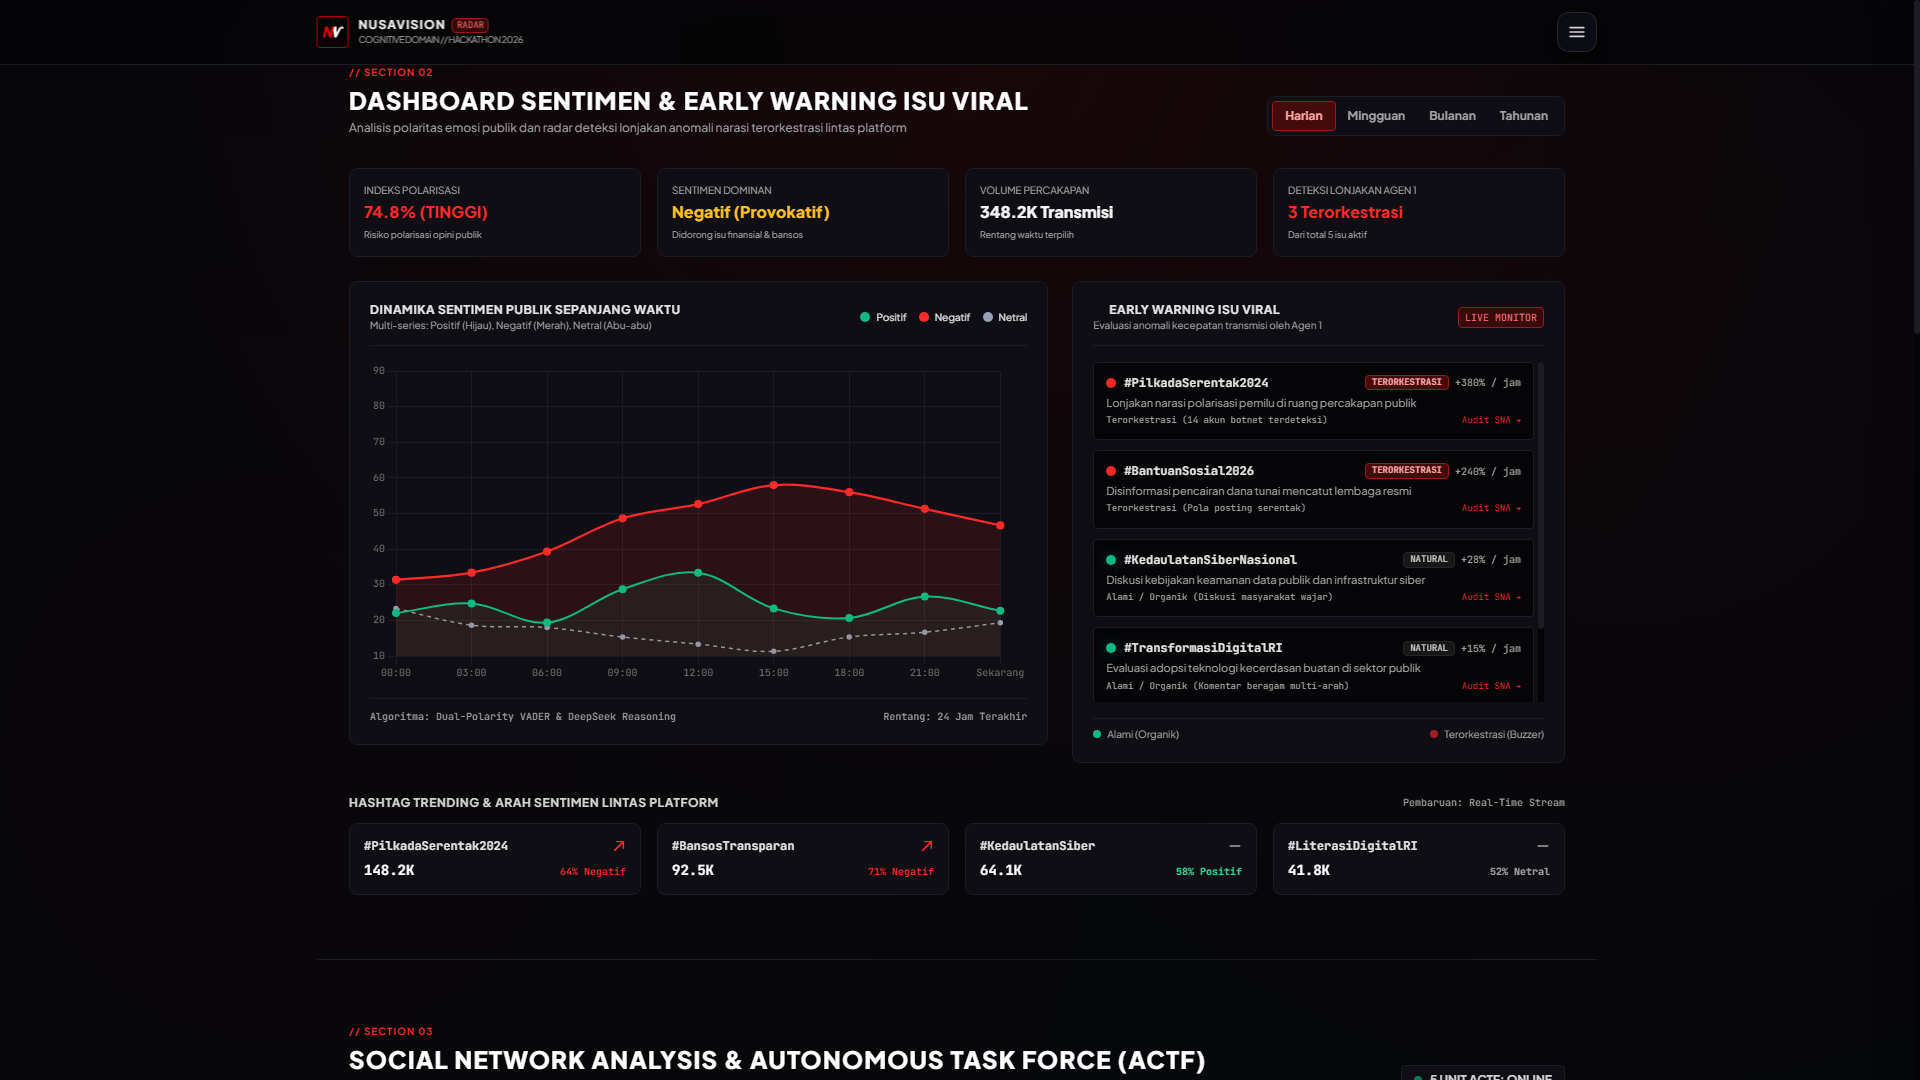 NUSAVISION RADAR
COGNITIVE DOMAIN // HACKATHON 2026
// SECTION 02
DASHBOARD SENTIMEN & EARLY WARNING ISU VIRAL
Analisis polaritas emosi publik dan radar deteksi lonjakan anomali narasi terorkestrasi lintas platform
Harian Mingguan Bulanan Tahunan
INDEKS POLARISASI
74.8% (TINGGI)
Risiko polarisasi opini publik
SENTIMEN DOMINAN
Negatif (Provokatif)
Didorong isu finansial & bansos
VOLUME PERCAKAPAN
348.2K Transmisi
Rentang waktu terpilih
DETEKSI LONJAKAN AGEN 1
3 Terorkestrasi
Dari total 5 isu aktif
DINAMIKA SENTIMEN PUBLIK SEPANJANG WAKTU
Multi-series: Positif (Hijau), Negatif (Merah), Netral (Abu-abu)
Positif Negatif Netral
90
80
70
60
50
40
30
20
10
00:00 03:00 06:00 09:00 12:00 15:00 18:00 21:00 Sekarang
Algoritma: Dual-Polarity VADER & DeepSeek Reasoning
Rentang: 24 Jam Terakhir
EARLY WARNING ISU VIRAL
Evaluasi anomali kecepatan transmisi oleh Agen 1
LIVE MONITOR
#PilkadaSerentak2024 TERORKESTRASI +380% / jam
Lonjakan narasi polarisasi pemilu di ruang percakapan publik
Terorkestrasi (14 akun botnet terdeteksi) Audit SNA →
#BantuanSosial2026 TERORKESTRASI +240% / jam
Disinformasi pencairan dana tunai mencatut lembaga resmi
Terorkestrasi (Pola posting serentak) Audit SNA →
#KedaulatanSiberNasional NATURAL +28% / jam
Diskusi kebijakan keamanan data publik dan infrastruktur siber
Alami / Organik (Diskusi masyarakat wajar) Audit SNA →
#TransformasiDigitalRI NATURAL +15% / jam
Evaluasi adopsi teknologi kecerdasan buatan di sektor publik
Alami / Organik (Komentar beragam multi-arah) Audit SNA →
Alami (Organik) Terorkestrasi (Buzzer)
HASHTAG TRENDING & ARAH SENTIMEN LINTAS PLATFORM
Pembaruan: Real-Time Stream
#PilkadaSerentak2024
148.2K 64% Negatif
#BansosTransparan
92.5K 71% Negatif
#KedaulatanSiber
64.1K 58% Positif
#LiterasiDigitalRI
41.8K 52% Netral
// SECTION 03
SOCIAL NETWORK ANALYSIS & AUTONOMOUS TASK FORCE (ACTF)
5 UNIT ACTF: ONLINE